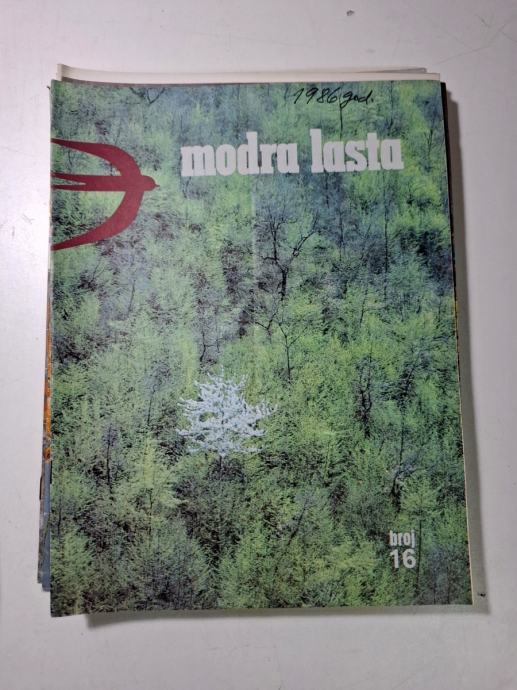 1986 god.
modra lasta
broj
16